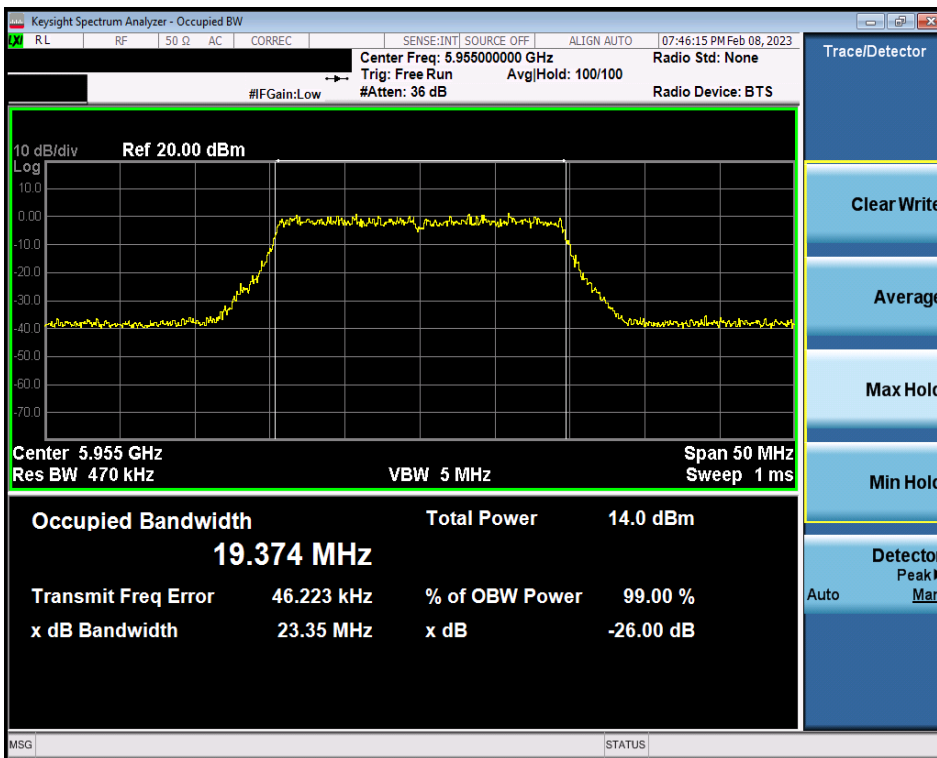 Keysight Spectrum Analyzer - Occupied BW
LXI RL RF 50 Ω AC CORREC SENSE:INT SOURCE OFF ALIGN AUTO 07:46:15 PM Feb 08, 2023
Center Freq: 5.955000000 GHz Radio Std: None
Trig: Free Run Avg|Hold: 100/100
#IFGain:Low #Atten: 36 dB Radio Device: BTS
10 dB/div Ref 20.00 dBm
Log
10.0
0.00
-10.0
-20.0
-30.0
-40.0
-50.0
-60.0
-70.0
Center 5.955 GHz Span 50 MHz
Res BW 470 kHz VBW 5 MHz Sweep 1 ms
Occupied Bandwidth Total Power 14.0 dBm
19.374 MHz
Transmit Freq Error 46.223 kHz % of OBW Power 99.00 %
x dB Bandwidth 23.35 MHz x dB -26.00 dB
MSG STATUS
Trace/Detector
Clear Write
Average
Max Hold
Min Hold
Detector
Peak
Auto Man